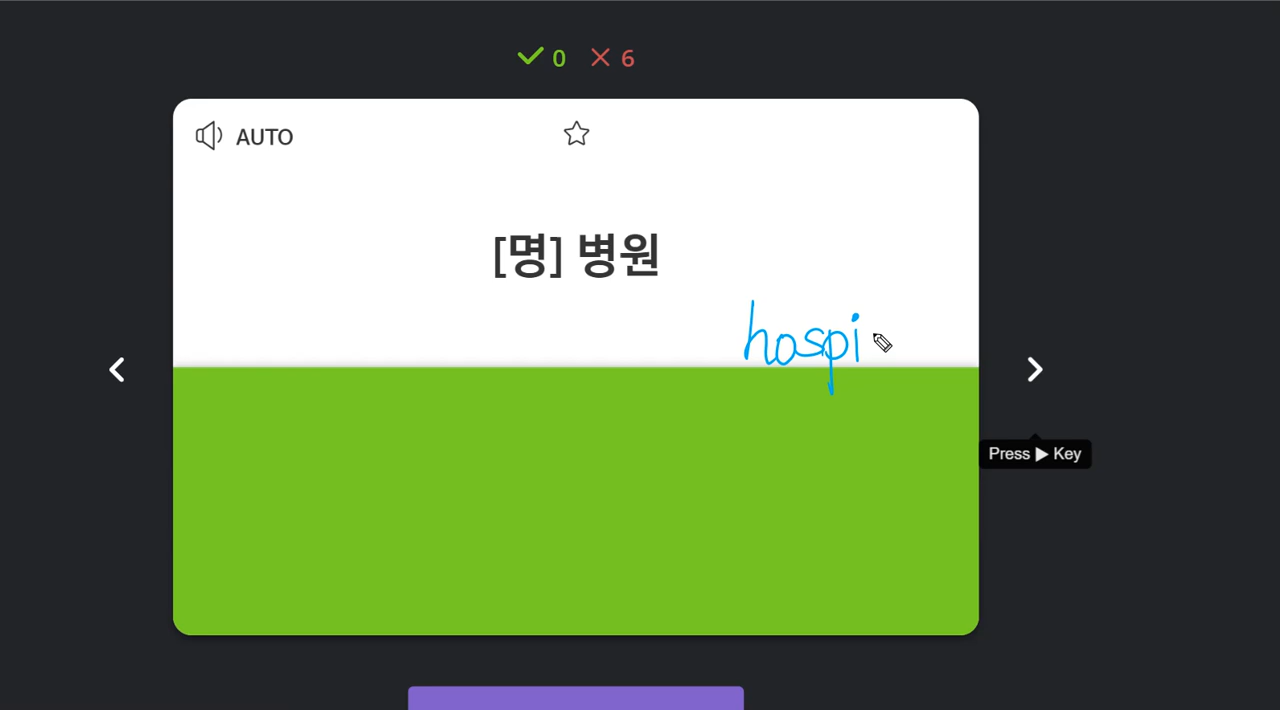 0 6
AUTO
[명] 병원
hospi
Press ▶ Key